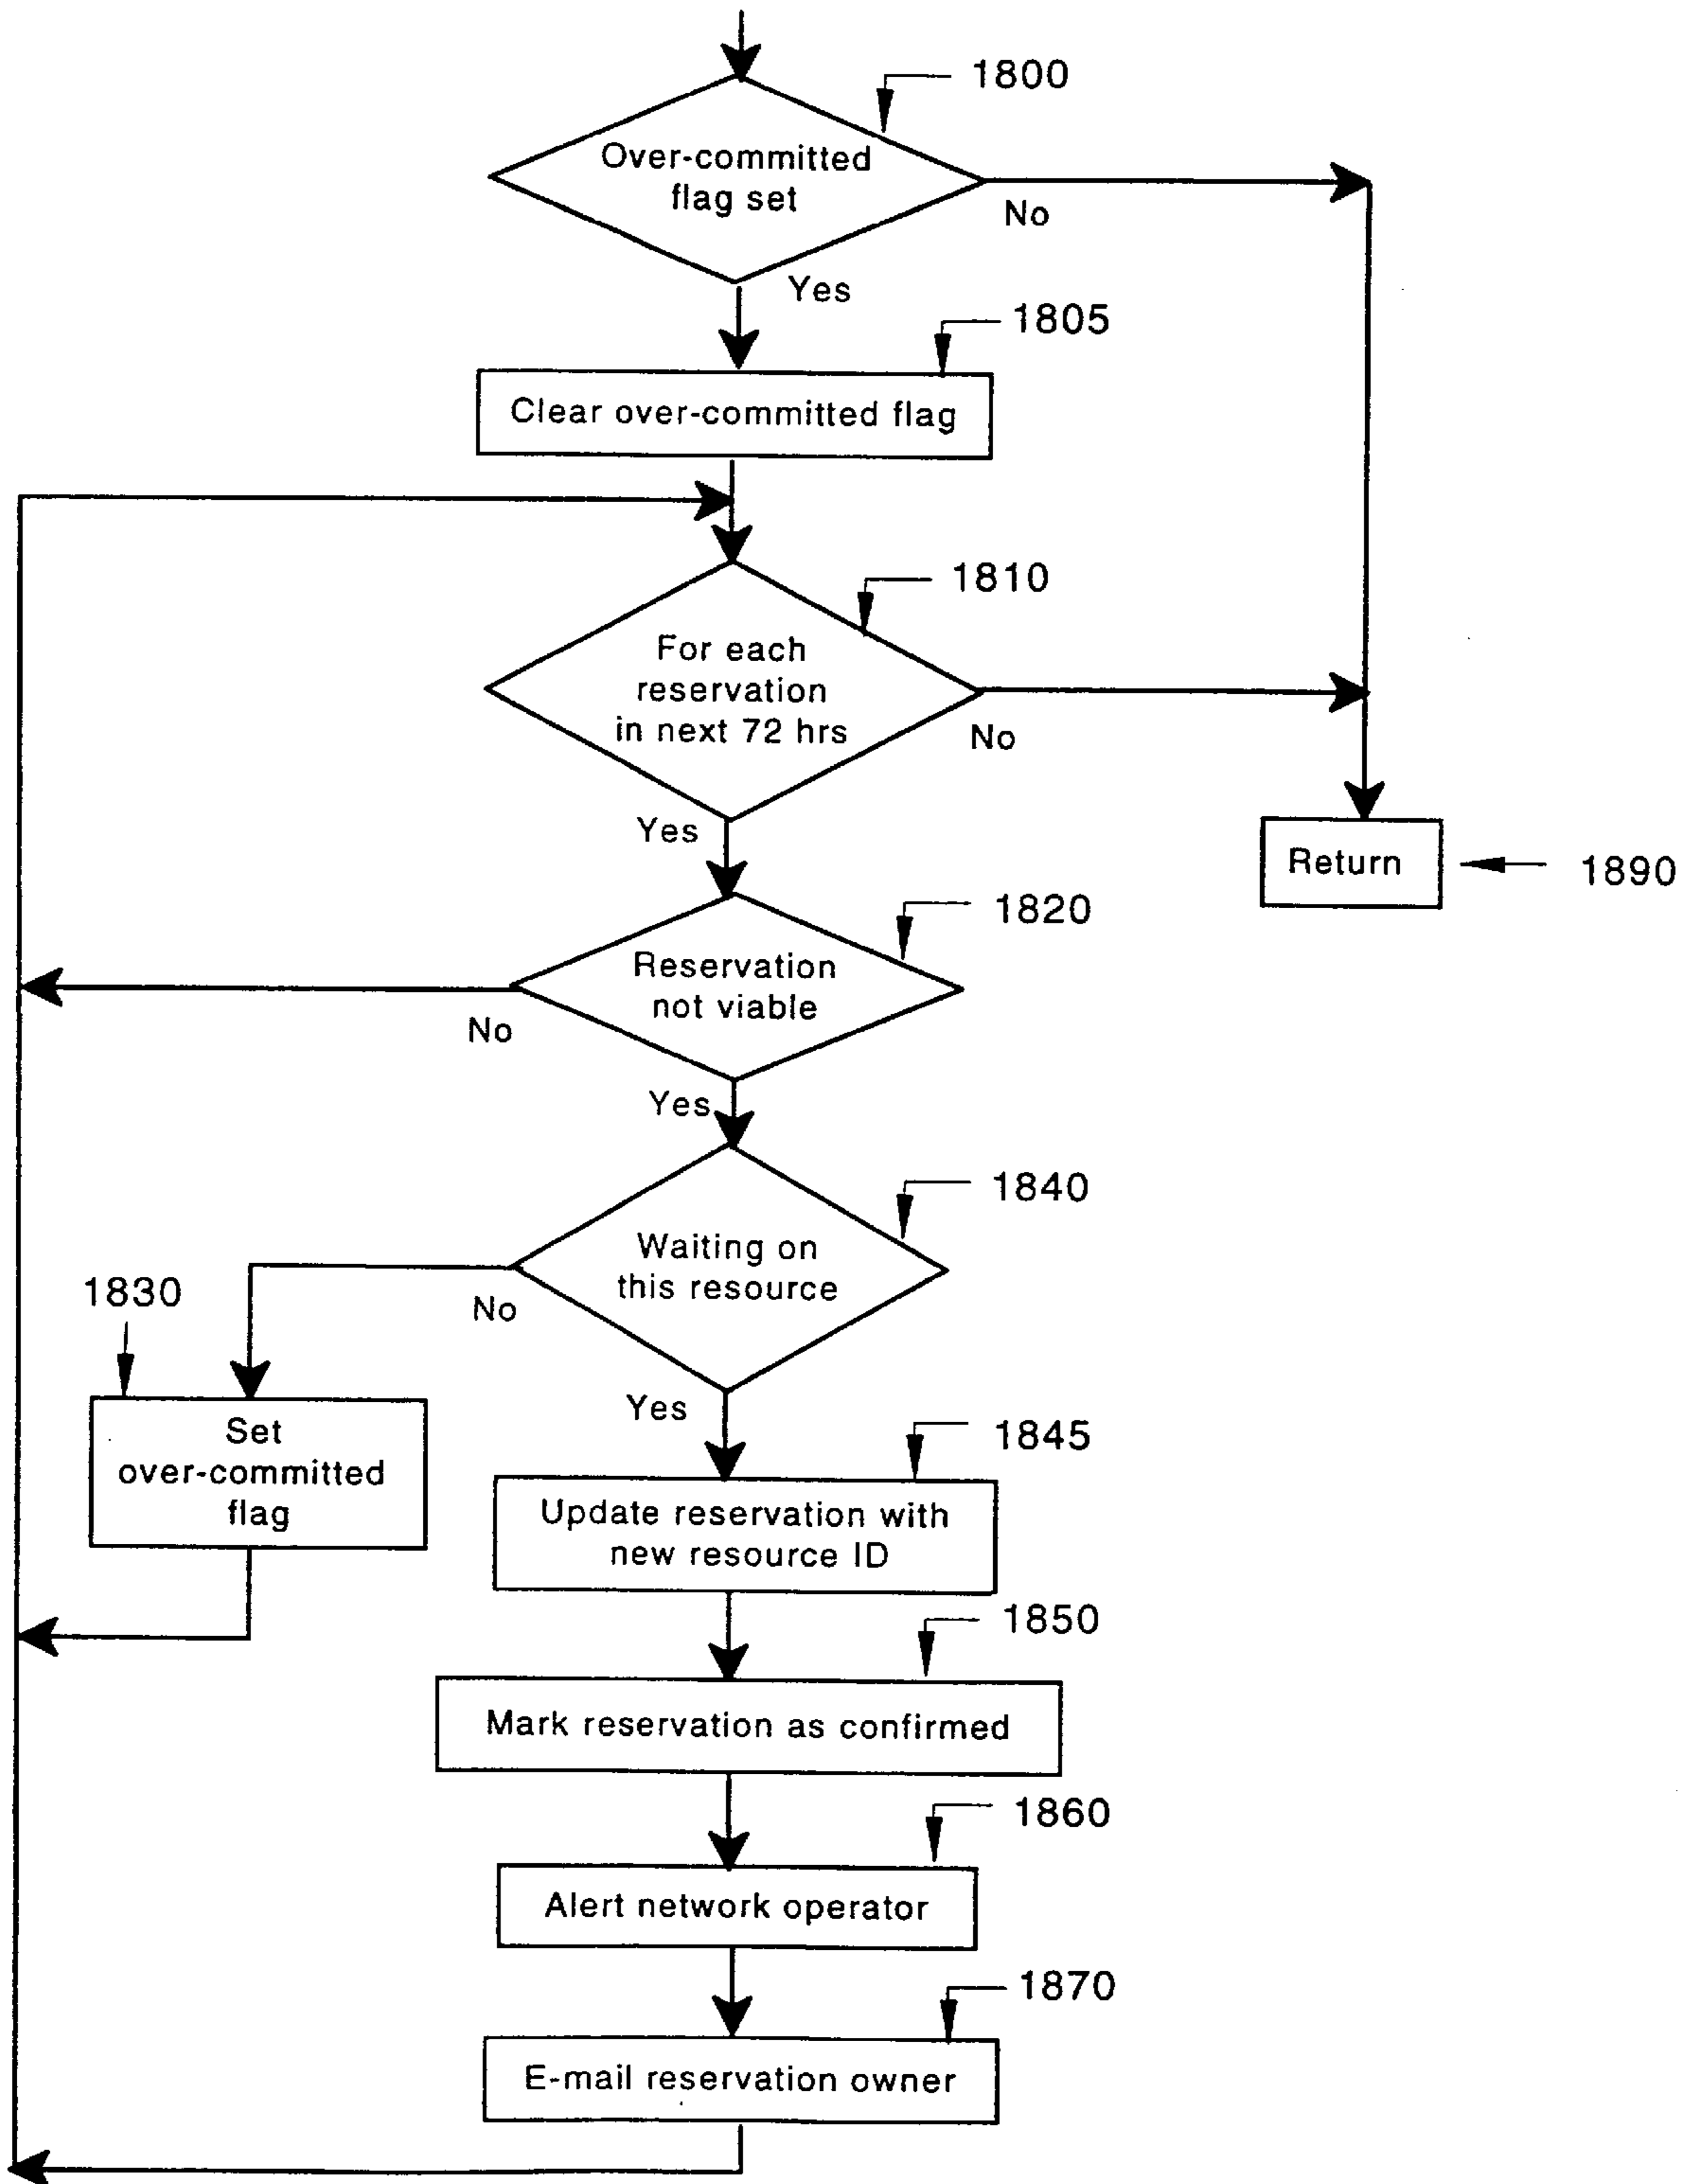 1800
Over-committed
flag set
No
Yes
1805
Clear over-committed flag
1810
For each
reservation
in next 72 hrs
No
Yes
Return
1890
1820
Reservation
not viable
No
Yes
1840
Waiting on
this resource
1830
No
Yes
Set
over-committed
flag
1845
Update reservation with
new resource ID
1850
Mark reservation as confirmed
1860
Alert network operator
1870
E-mail reservation owner